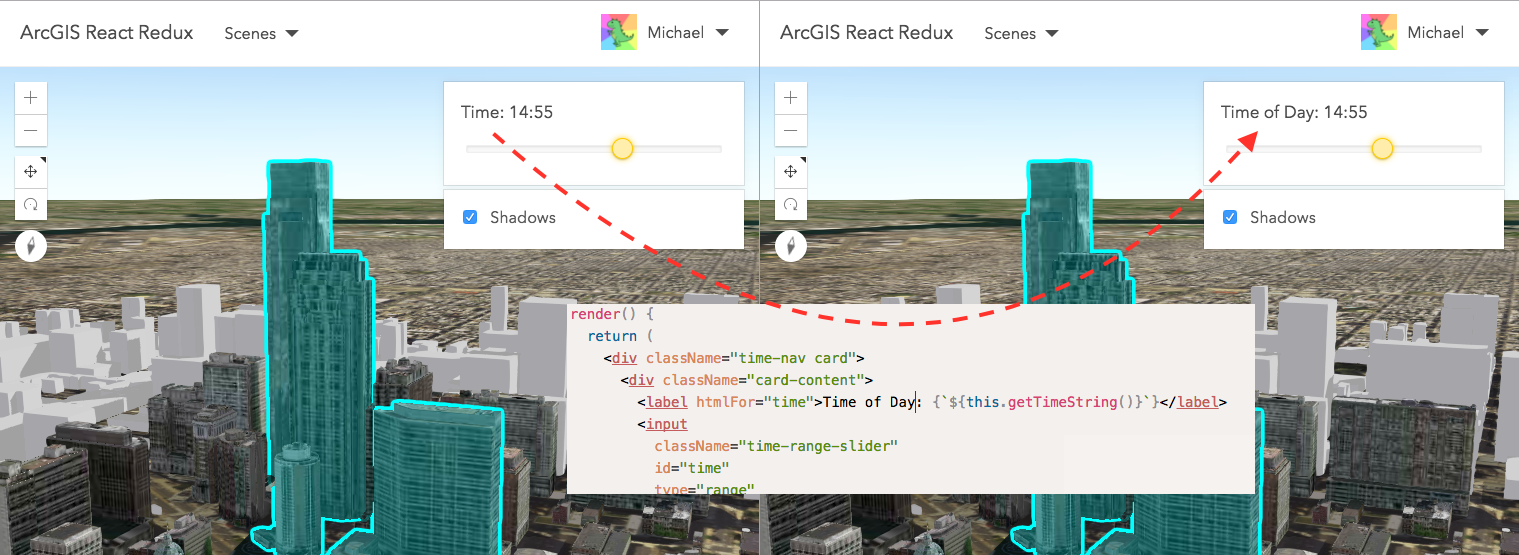 ArcGIS React Redux Scenes Michael
Time: 14:55
Shadows
ArcGIS React Redux Scenes Michael
Time of Day: 14:55
Shadows
render() {
return (
<div className="time-nav card">
<div className="card-content">
<label htmlFor="time">Time of Day: {`${this.getTimeString()}`}</label>
<input
className="time-range-slider"
id="time"
type="range"